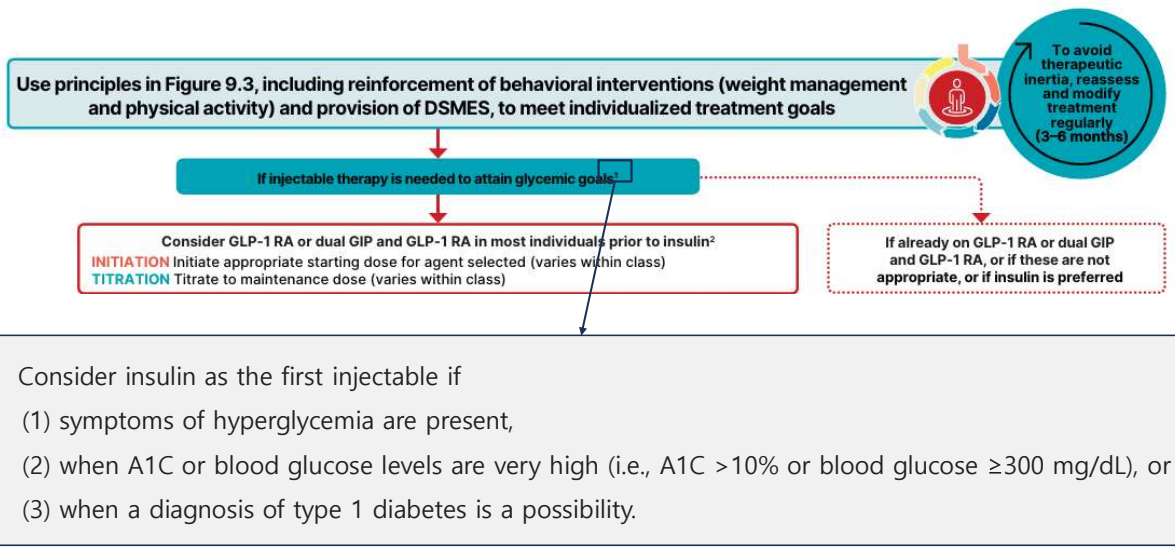 Use principles in Figure 9.3, including reinforcement of behavioral interventions (weight management
and physical activity) and provision of DSMES, to meet individualized treatment goals
To avoid
therapeutic
inertia, reassess
and modify
treatment
regularly
(3–6 months)
If injectable therapy is needed to attain glycemic goals¹
Consider GLP-1 RA or dual GIP and GLP-1 RA in most individuals prior to insulin²
INITIATION Initiate appropriate starting dose for agent selected (varies within class)
TITRATION Titrate to maintenance dose (varies within class)
If already on GLP-1 RA or dual GIP
and GLP-1 RA, or if these are not
appropriate, or if insulin is preferred
Consider insulin as the first injectable if
(1) symptoms of hyperglycemia are present,
(2) when A1C or blood glucose levels are very high (i.e., A1C >10% or blood glucose ≥300 mg/dL), or
(3) when a diagnosis of type 1 diabetes is a possibility.